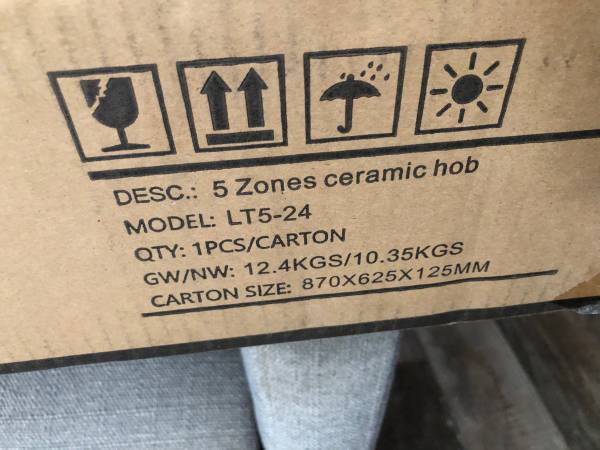 DESC.: 5 Zones ceramic hob
MODEL: LT5-24
QTY: 1PCS/CARTON
GW/NW: 12.4KGS/10.35KGS
CARTON SIZE: 870X625X125MM